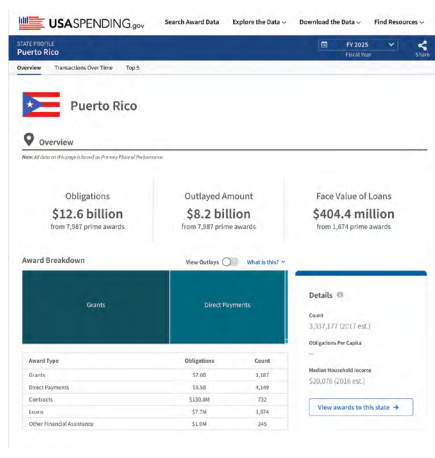 USASPENDING.gov
Search Award Data Explore the Data Download the Data Find Resources
STATE PROFILE
Puerto Rico
FY 2025
Fiscal Year
Share
Overview Transactions Over Time Top 5
Puerto Rico
Overview
Note: All data on this page is based on Primary Place of Performance.
Obligations
$12.6 billion
from 7,987 prime awards
Outlayed Amount
$8.2 billion
from 7,987 prime awards
Face Value of Loans
$404.4 million
from 1,674 prime awards
Award Breakdown
View Outlays What is this?
Grants
Direct Payments
Award Type Obligations Count
Grants $7.0B 1,187
Direct Payments $5.5B 4,149
Contracts $130.8M 732
Loans $7.7M 1,674
Other Financial Assistance $1.0M 245
Details
Count
3,337,177 (2017 est.)
Obligations Per Capita
--
Median Household Income
$20,078 (2016 est.)
View awards to this state →